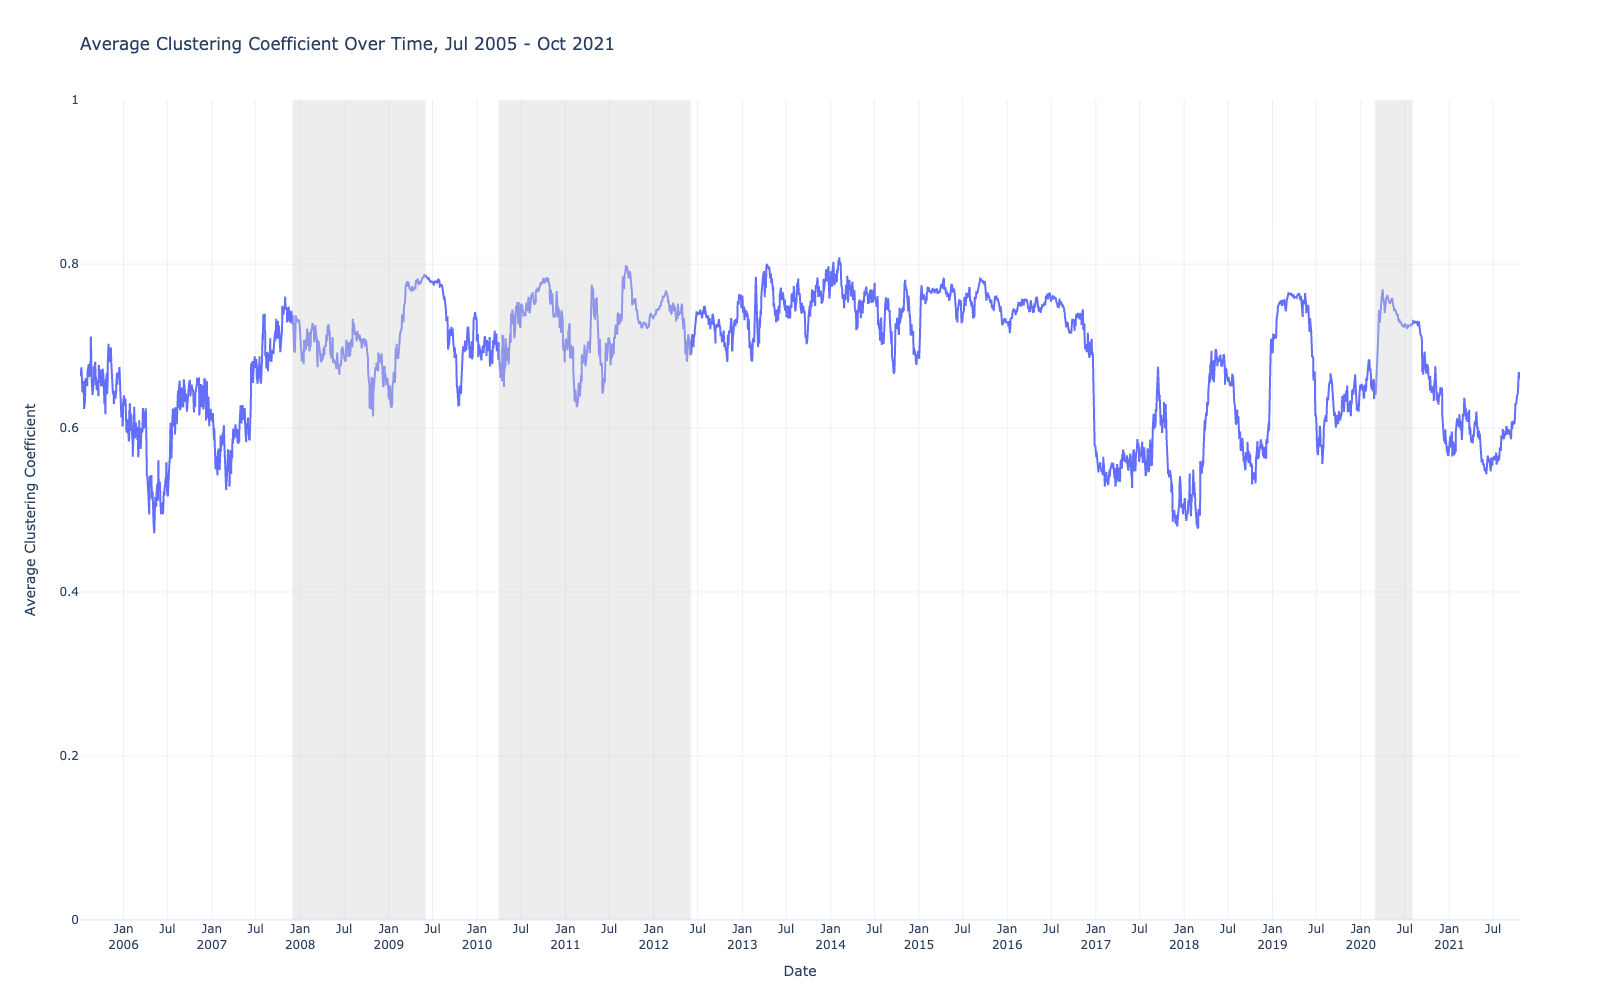 Average Clustering Coefficient Over Time, Jul 2005 - Oct 2021
1
0.8
0.6
0.4
0.2
0
Average Clustering Coefficient
Jan Jul Jan Jul Jan Jul Jan Jul Jan Jul Jan Jul Jan Jul Jan Jul Jan Jul Jan Jul Jan Jul Jan Jul Jan Jul Jan Jul Jan Jul Jan Jul
2006 2007 2008 2009 2010 2011 2012 2013 2014 2015 2016 2017 2018 2019 2020 2021
Date